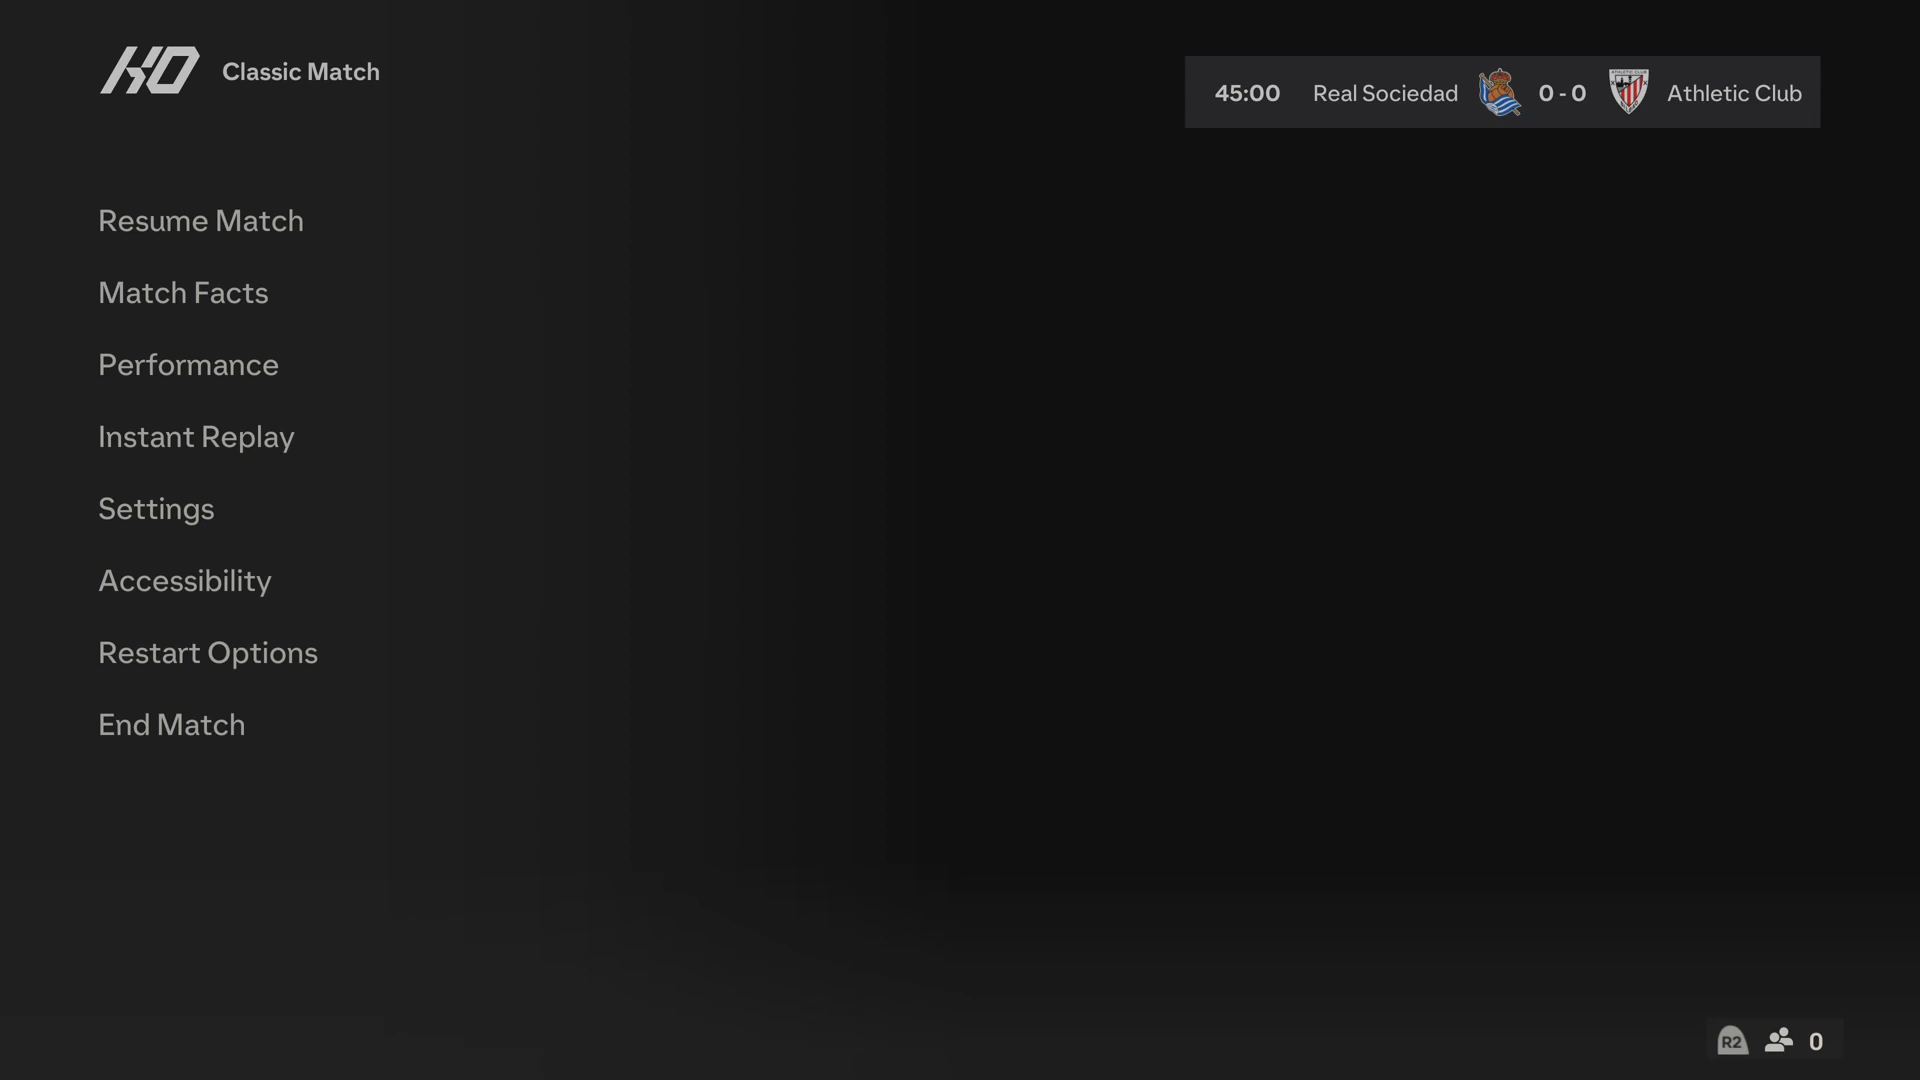 KO Classic Match
45:00 Real Sociedad 0 - 0 Athletic Club
Resume Match
Match Facts
Performance
Instant Replay
Settings
Accessibility
Restart Options
End Match
R2 0